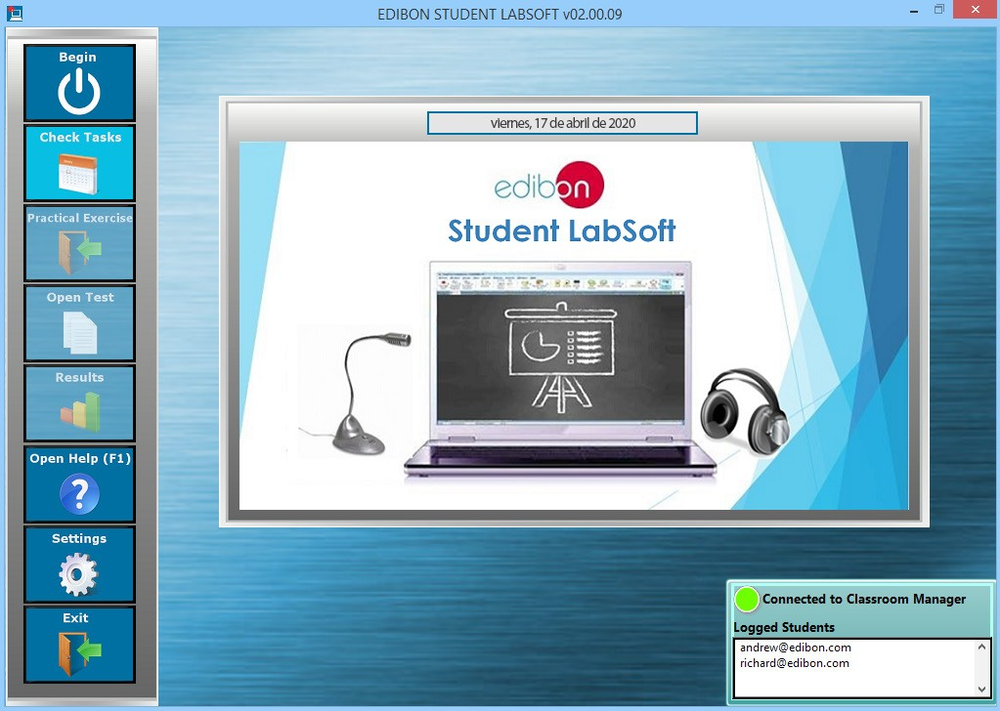 EDIBON STUDENT LABSOFT v02.00.09
Begin
Check Tasks
Practical Exercise
Open Test
Results
Open Help (F1)
Settings
Exit
viernes, 17 de abril de 2020
edibon
Student LabSoft
Connected to Classroom Manager
Logged Students
andrew@edibon.com
richard@edibon.com